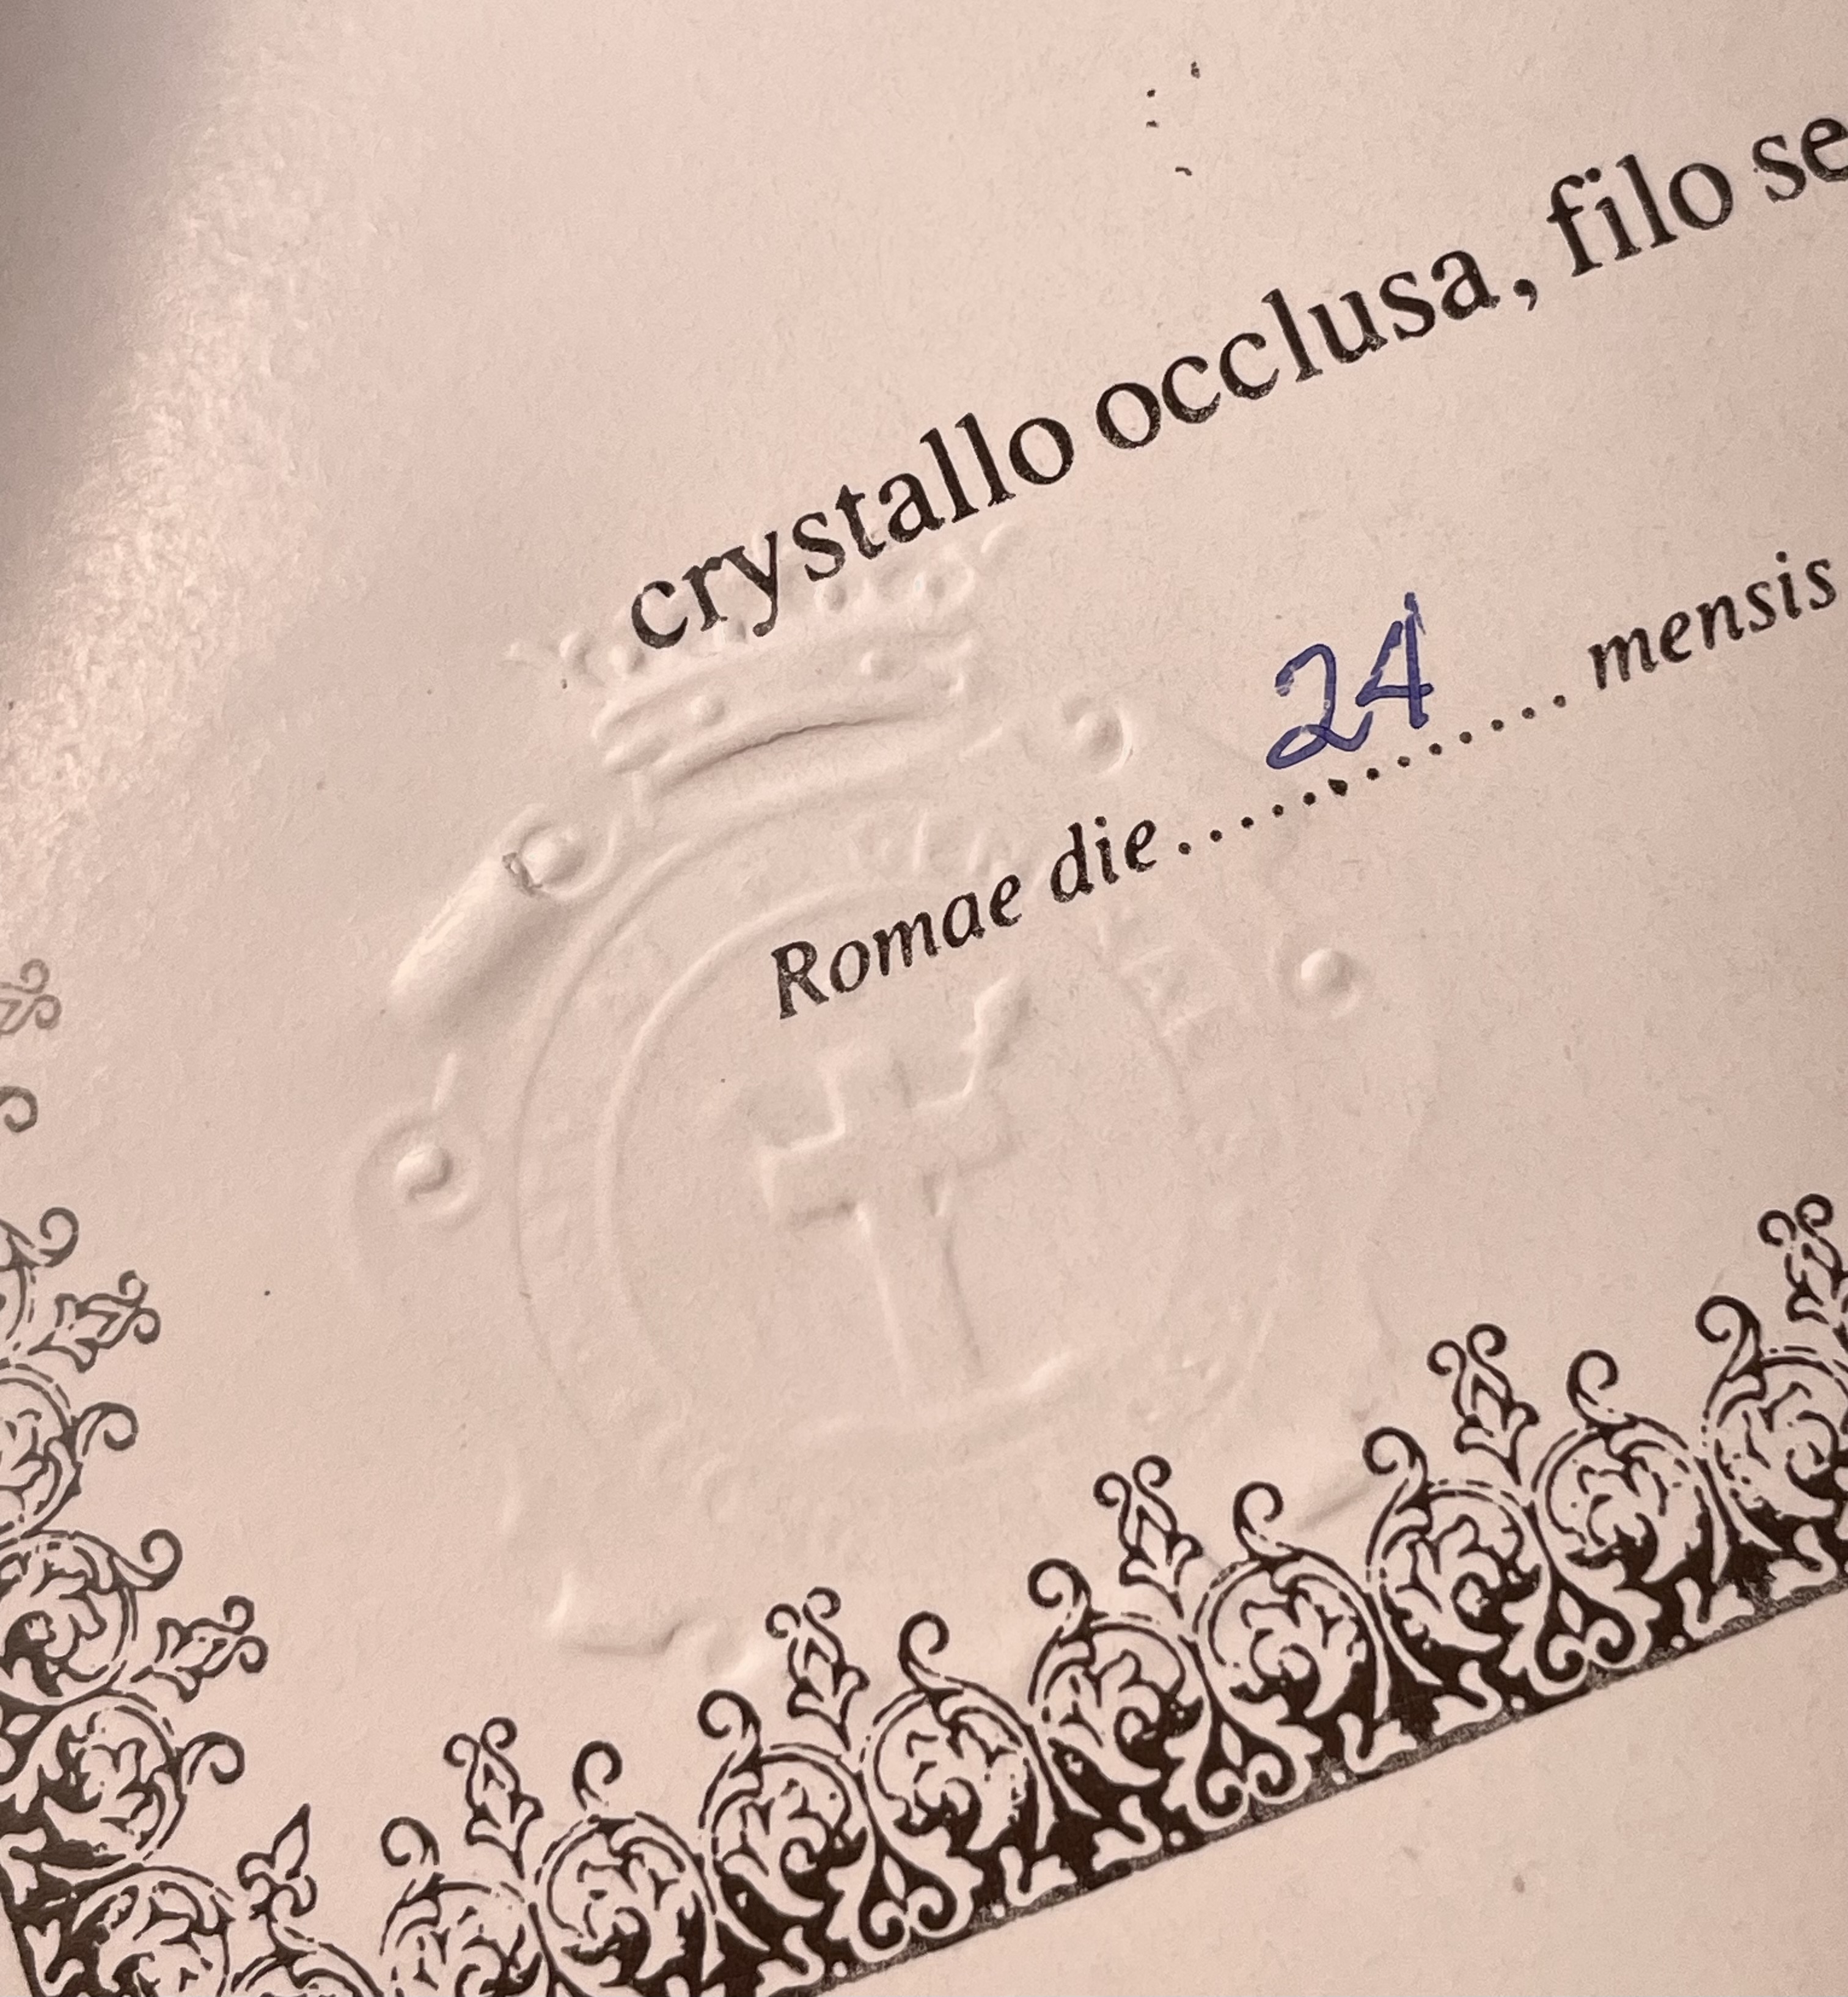 crystallo occlusa, filo se
Romae die.............24........ mensis